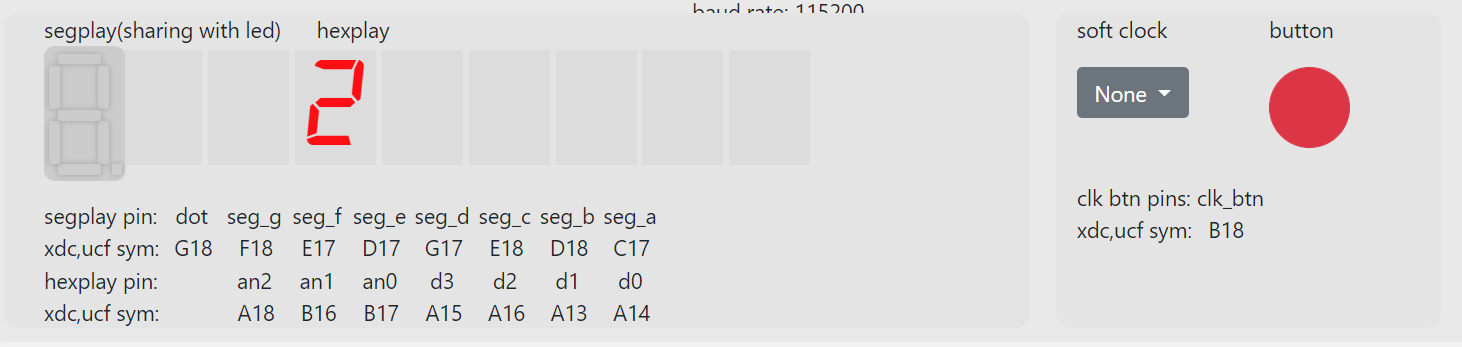 baud rate: 115200
segplay(sharing with led) hexplay
2
segplay pin: dot seg_g seg_f seg_e seg_d seg_c seg_b seg_a
xdc,ucf sym: G18 F18 E17 D17 G17 E18 D18 C17
hexplay pin: an2 an1 an0 d3 d2 d1 d0
xdc,ucf sym: A18 B16 B17 A15 A16 A13 A14
soft clock button
None
clk btn pins: clk_btn
xdc,ucf sym: B18